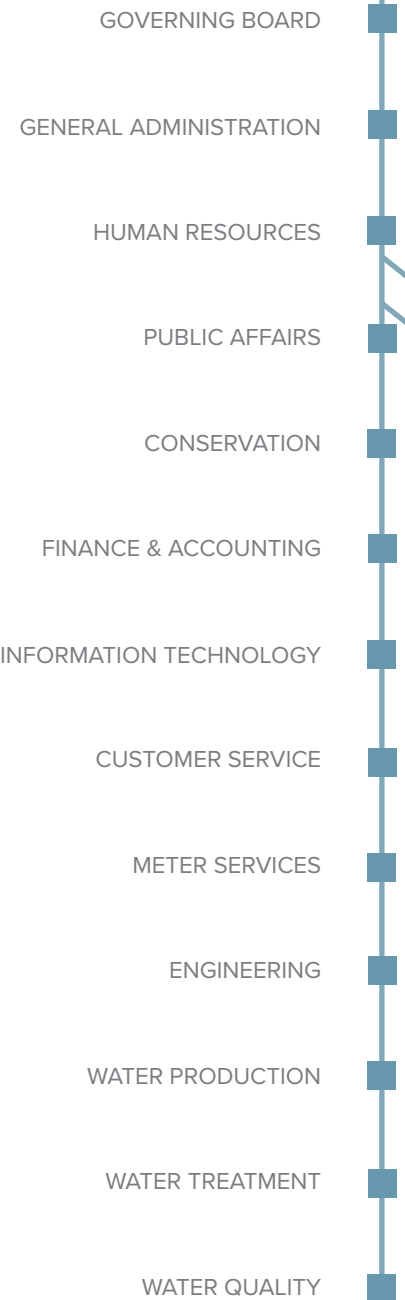 GOVERNING BOARD
GENERAL ADMINISTRATION
HUMAN RESOURCES
PUBLIC AFFAIRS
CONSERVATION
FINANCE & ACCOUNTING
INFORMATION TECHNOLOGY
CUSTOMER SERVICE
METER SERVICES
ENGINEERING
WATER PRODUCTION
WATER TREATMENT
WATER QUALITY